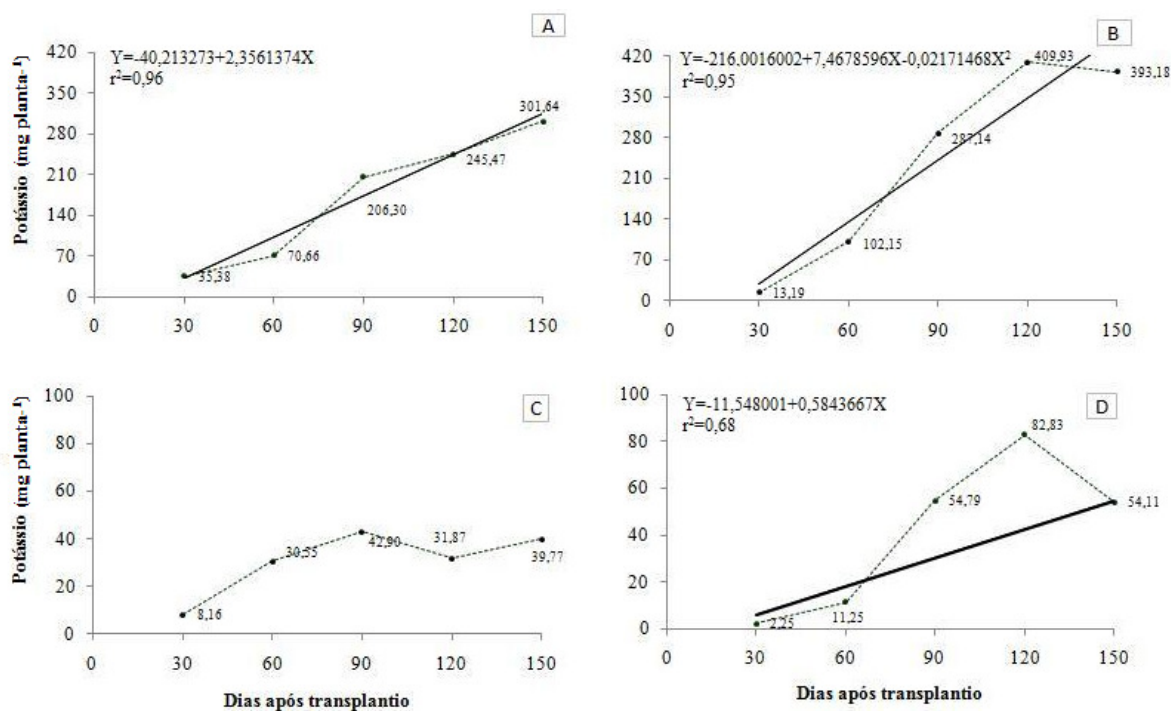 A
Y=-40,213273+2,3561374X
r²=0,96
Potássio (mg planta-¹)
420
350
280
210
140
70
0
35,38
70,66
206,30
245,47
301,64
0 30 60 90 120 150
B
Y=-216,0016002+7,4678596X-0,02171468X²
r²=0,95
420
350
280
210
140
70
0
13,19
102,15
287,14
409,93
393,18
0 30 60 90 120 150
C
Potássio (mg planta-¹)
100
80
60
40
20
0
8,16
30,55
42,90
31,87
39,77
0 30 60 90 120 150
Dias após transplantio
D
Y=-11,548001+0,5843667X
r²=0,68
100
80
60
40
20
0
2,25
11,25
54,79
82,83
54,11
0 30 60 90 120 150
Dias após transplantio